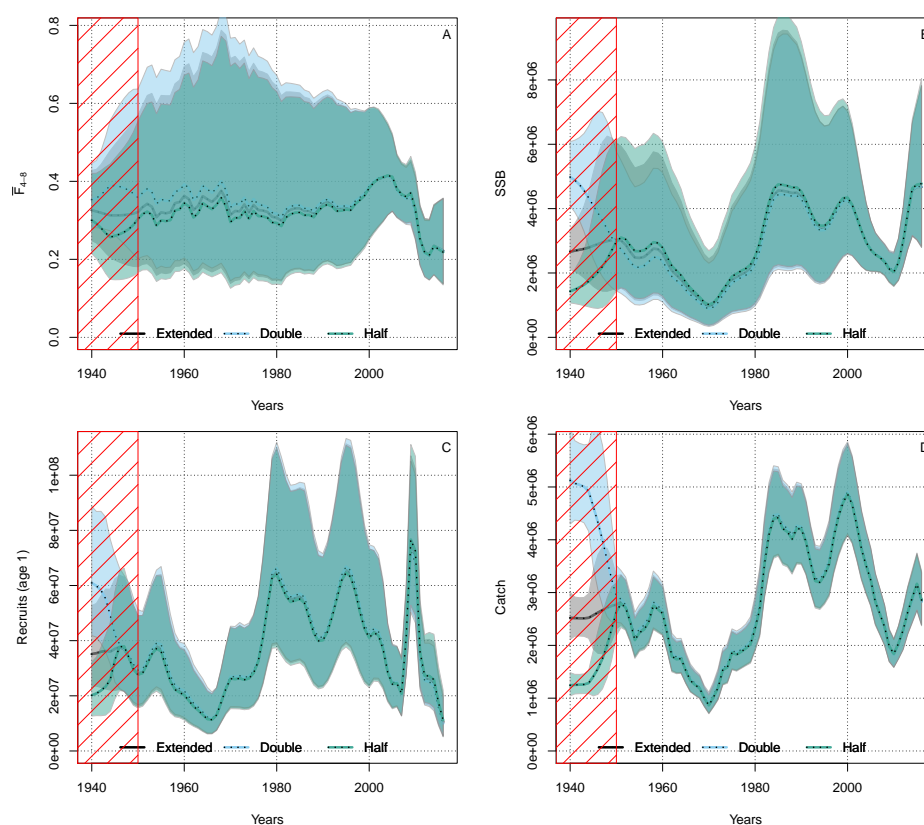 A
0.8
0.6
0.4
0.2
0.0
F̅4−8
Extended Double Half
1940 1960 1980 2000
Years
8e+06
6e+06
4e+06
2e+06
0e+00
SSB
Extended Double Half
1940 1960 1980 2000
Years
C
1e+08
8e+07
6e+07
4e+07
2e+07
0e+00
Recruits (age 1)
Extended Double Half
1940 1960 1980 2000
Years
6e+06
5e+06
4e+06
3e+06
2e+06
1e+06
0e+00
Catch
Extended Double Half
1940 1960 1980 2000
Years